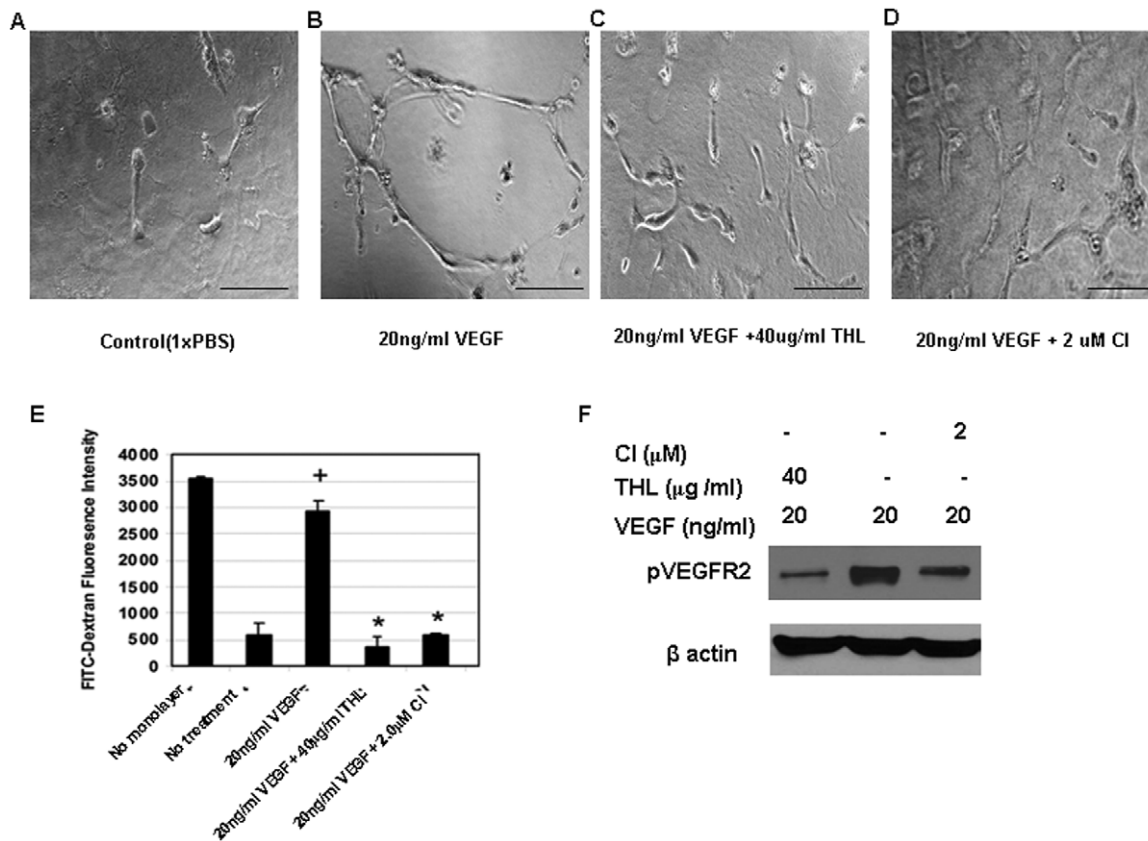 A
B
C
D
Control(1xPBS)
20ng/ml VEGF
20ng/ml VEGF +40ug/ml THL
20ng/ml VEGF + 2 uM CI
E
FITC-Dextran Fluoresence Intensity
4000
3500
3000
2500
2000
1500
1000
500
0
+
*
*
No monolayer
No treatment
20ng/ml VEGF
20ng/ml VEGF + 40µg/ml THL
20ng/ml VEGF + 2.0µM CI
F
- - 2
CI (µM)
40
THL (µg /ml) - -
VEGF (ng/ml) 20 20 20
pVEGFR2
β actin